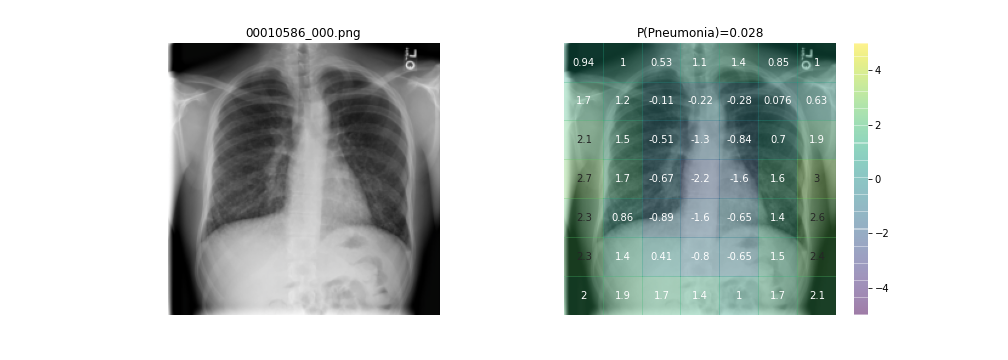 00010586_000.png
P(Pneumonia)=0.028
0.94 1 0.53 1.1 1.4 0.85 1
1.7 1.2 -0.11 -0.22 -0.28 0.076 0.63
2.1 1.5 -0.51 -1.3 -0.84 0.7 1.9
2.7 1.7 -0.67 -2.2 -1.6 1.6 3
2.3 0.86 -0.89 -1.6 -0.65 1.4 2.6
1.4 0.41 -0.8 -0.65 1.5
2 1.9 1.7 1.4 1 1.7 2.1
4
2
0
−2
−4